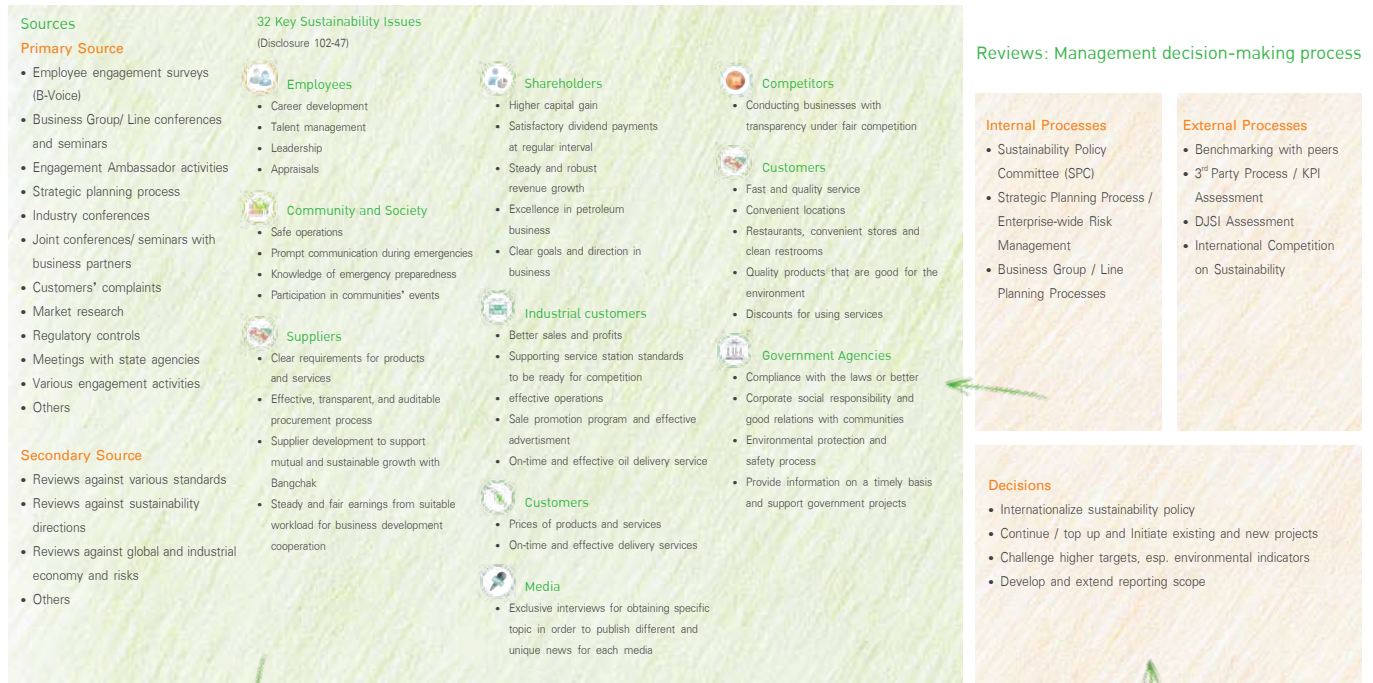 Sources
Primary Source
• Employee engagement surveys
(B-Voice)
• Business Group/ Line conferences
and seminars
• Engagement Ambassador activities
• Strategic planning process
• Industry conferences
• Joint conferences/ seminars with
business partners
• Customers' complaints
• Market research
• Regulatory controls
• Meetings with state agencies
• Various engagement activities
• Others
Secondary Source
• Reviews against various standards
• Reviews against sustainability
directions
• Reviews against global and industrial
economy and risks
• Others
32 Key Sustainability Issues
(Disclosure 102-47)
Employees
• Career development
• Talent management
• Leadership
• Appraisals
Community and Society
• Safe operations
• Prompt communication during emergencies
• Knowledge of emergency preparedness
• Participation in communities' events
Suppliers
• Clear requirements for products
and services
• Effective, transparent, and auditable
procurement process
• Supplier development to support
mutual and sustainable growth with
Bangchak
• Steady and fair earnings from suitable
workload for business development
cooperation
Shareholders
• Higher capital gain
• Satisfactory dividend payments
at regular interval
• Steady and robust
revenue growth
• Excellence in petroleum
business
• Clear goals and direction in
business
Industrial customers
• Better sales and profits
• Supporting service station standards
to be ready for competition
• effective operations
• Sale promotion program and effective
advertisment
• On-time and effective oil delivery service
Customers
• Prices of products and services
• On-time and effective delivery services
Media
• Exclusive interviews for obtaining specific
topic in order to publish different and
unique news for each media
Competitors
• Conducting businesses with
transparency under fair competition
Customers
• Fast and quality service
• Convenient locations
• Restaurants, convenient stores and
clean restrooms
• Quality products that are good for the
environment
• Discounts for using services
Government Agencies
• Compliance with the laws or better
• Corporate social responsibility and
good relations with communities
• Environmental protection and
safety process
• Provide information on a timely basis
and support government projects
Reviews: Management decision-making process
Internal Processes
• Sustainability Policy
Committee (SPC)
• Strategic Planning Process /
Enterprise-wide Risk
Management
• Business Group / Line
Planning Processes
External Processes
• Benchmarking with peers
• 3rd Party Process / KPI
Assessment
• DJSI Assessment
• International Competition
on Sustainability
Decisions
• Internationalize sustainability policy
• Continue / top up and Initiate existing and new projects
• Challenge higher targets, esp. environmental indicators
• Develop and extend reporting scope